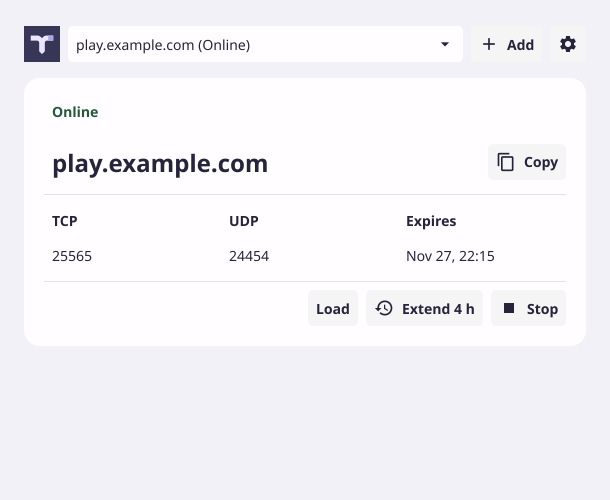 play.example.com (Online)
Add
Online
play.example.com
Copy
TCP UDP Expires
25565 24454 Nov 27, 22:15
Load Extend 4 h Stop